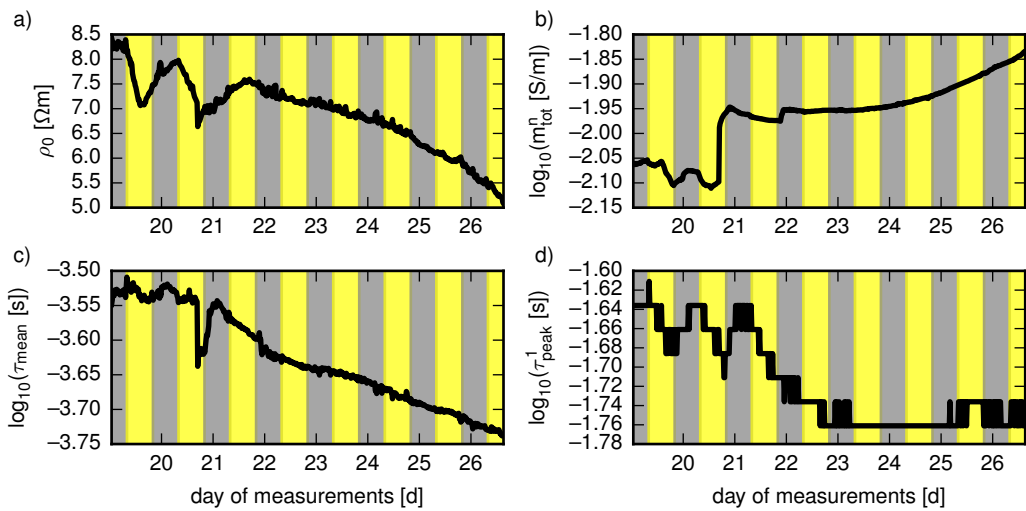 a)
8.5
8.0
7.5
7.0
6.5
6.0
5.5
5.0
ρ0 [Ωm]
20 21 22 23 24 25 26
b)
−1.80
−1.85
−1.90
−1.95
−2.00
−2.05
−2.10
−2.15
log10(m^n_tot [S/m])
20 21 22 23 24 25 26
c)
−3.50
−3.55
−3.60
−3.65
−3.70
−3.75
log10(τmean [s])
20 21 22 23 24 25 26
day of measurements [d]
d)
−1.60
−1.62
−1.64
−1.66
−1.68
−1.70
−1.72
−1.74
−1.76
−1.78
log10(τ^1_peak [s])
20 21 22 23 24 25 26
day of measurements [d]